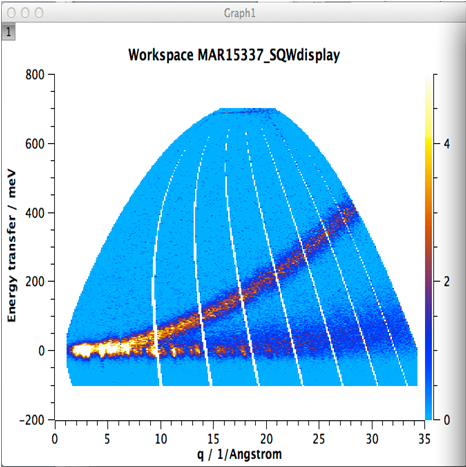 Graph1
1
Workspace MAR15337_SQWdisplay
800
600
400
200
0
−200
Energy transfer / meV
0 5 10 15 20 25 30 35
q / 1/Angstrom
4
2
0